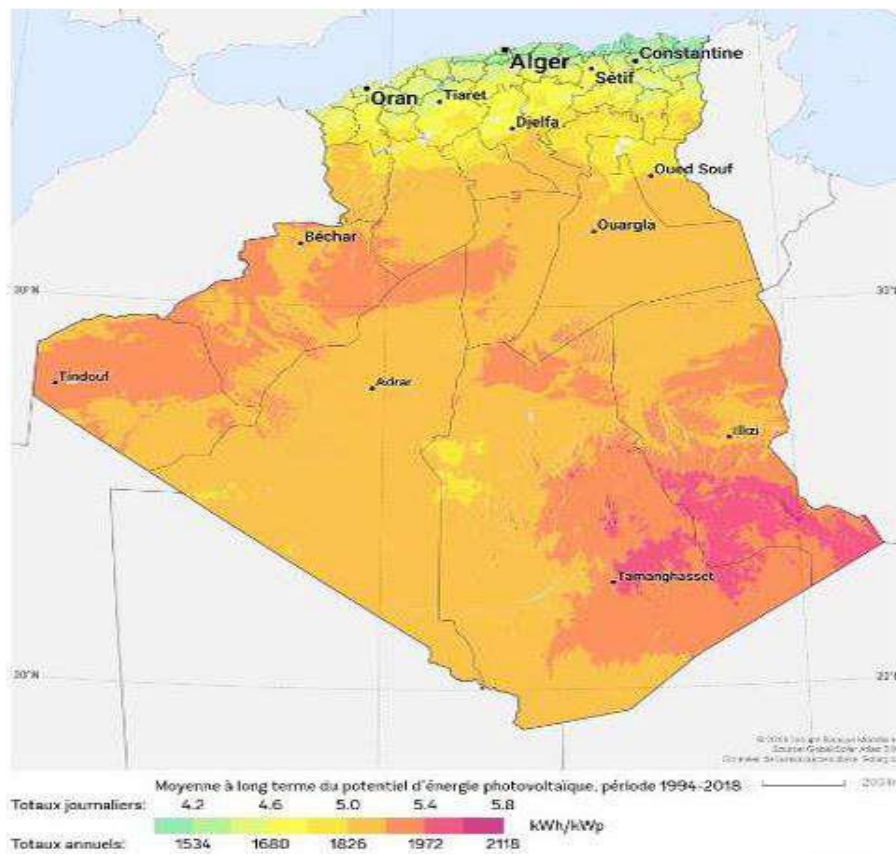 Alger
Constantine
Sétif
Oran
Tiaret
Djelfa
Oued Souf
Ouargla
Béchar
30°N
Tindouf
Adrar
Illizi
Tamanghasset
20°N
Moyenne à long terme du potentiel d'énergie photovoltaïque, période 1994-2018
Totaux journaliers: 4.2 4.6 5.0 5.4 5.8
kWh/kWp
Totaux annuels: 1534 1680 1826 1972 2118